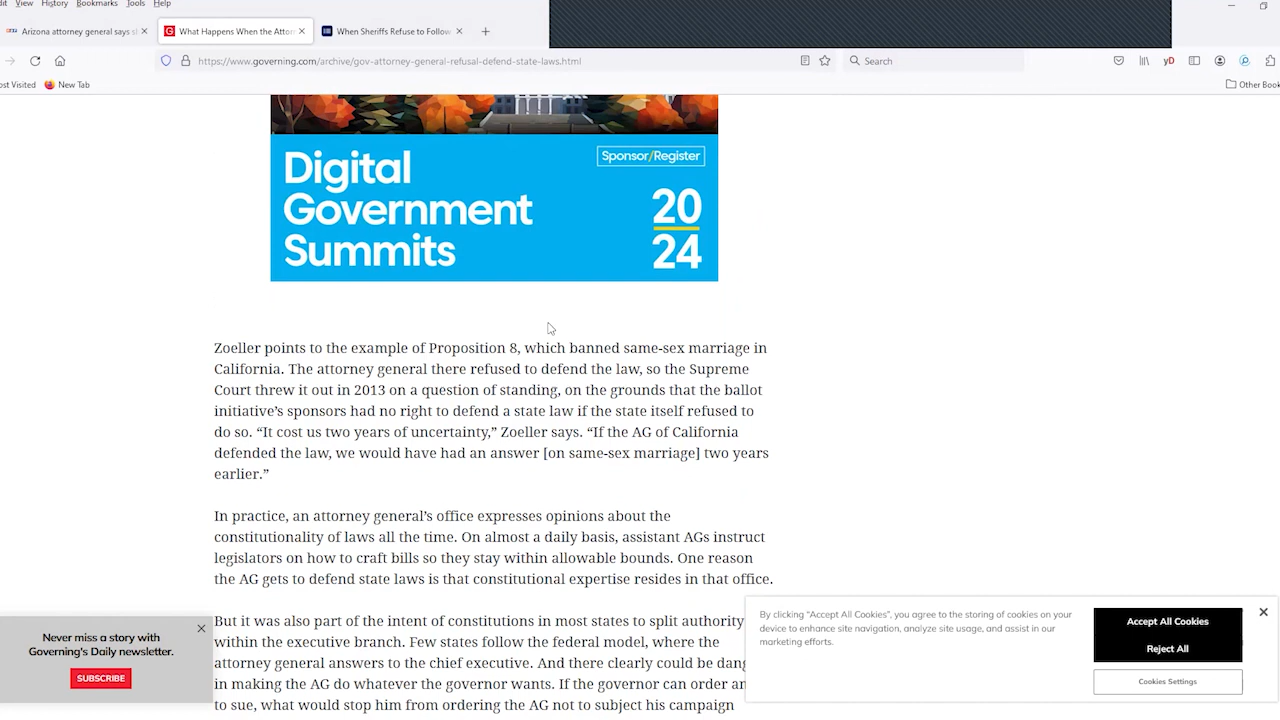 View History Bookmarks Tools Help
Arizona attorney general says s
What Happens When the Attor
When Sheriffs Refuse to Follow
https://www.governing.com/archive/gov-attorney-general-refusal-defend-state-laws.html
Search
yD
ost Visited
New Tab
Other Book
Digital
Government
Summits
Sponsor/Register
20
24
Zoeller points to the example of Proposition 8, which banned same-sex marriage in
California. The attorney general there refused to defend the law, so the Supreme
Court threw it out in 2013 on a question of standing, on the grounds that the ballot
initiative’s sponsors had no right to defend a state law if the state itself refused to
do so. “It cost us two years of uncertainty,” Zoeller says. “If the AG of California
defended the law, we would have had an answer [on same-sex marriage] two years
earlier.”
In practice, an attorney general’s office expresses opinions about the
constitutionality of laws all the time. On almost a daily basis, assistant AGs instruct
legislators on how to craft bills so they stay within allowable bounds. One reason
the AG gets to defend state laws is that constitutional expertise resides in that office.
But it was also part of the intent of constitutions in most states to split authority
within the executive branch. Few states follow the federal model, where the
attorney general answers to the chief executive. And there clearly could be dang
in making the AG do whatever the governor wants. If the governor can order an
to sue, what would stop him from ordering the AG not to subject his campaign
Never miss a story with
Governing's Daily newsletter.
SUBSCRIBE
By clicking “Accept All Cookies”, you agree to the storing of cookies on your
device to enhance site navigation, analyze site usage, and assist in our
marketing efforts.
Accept All Cookies
Reject All
Cookies Settings